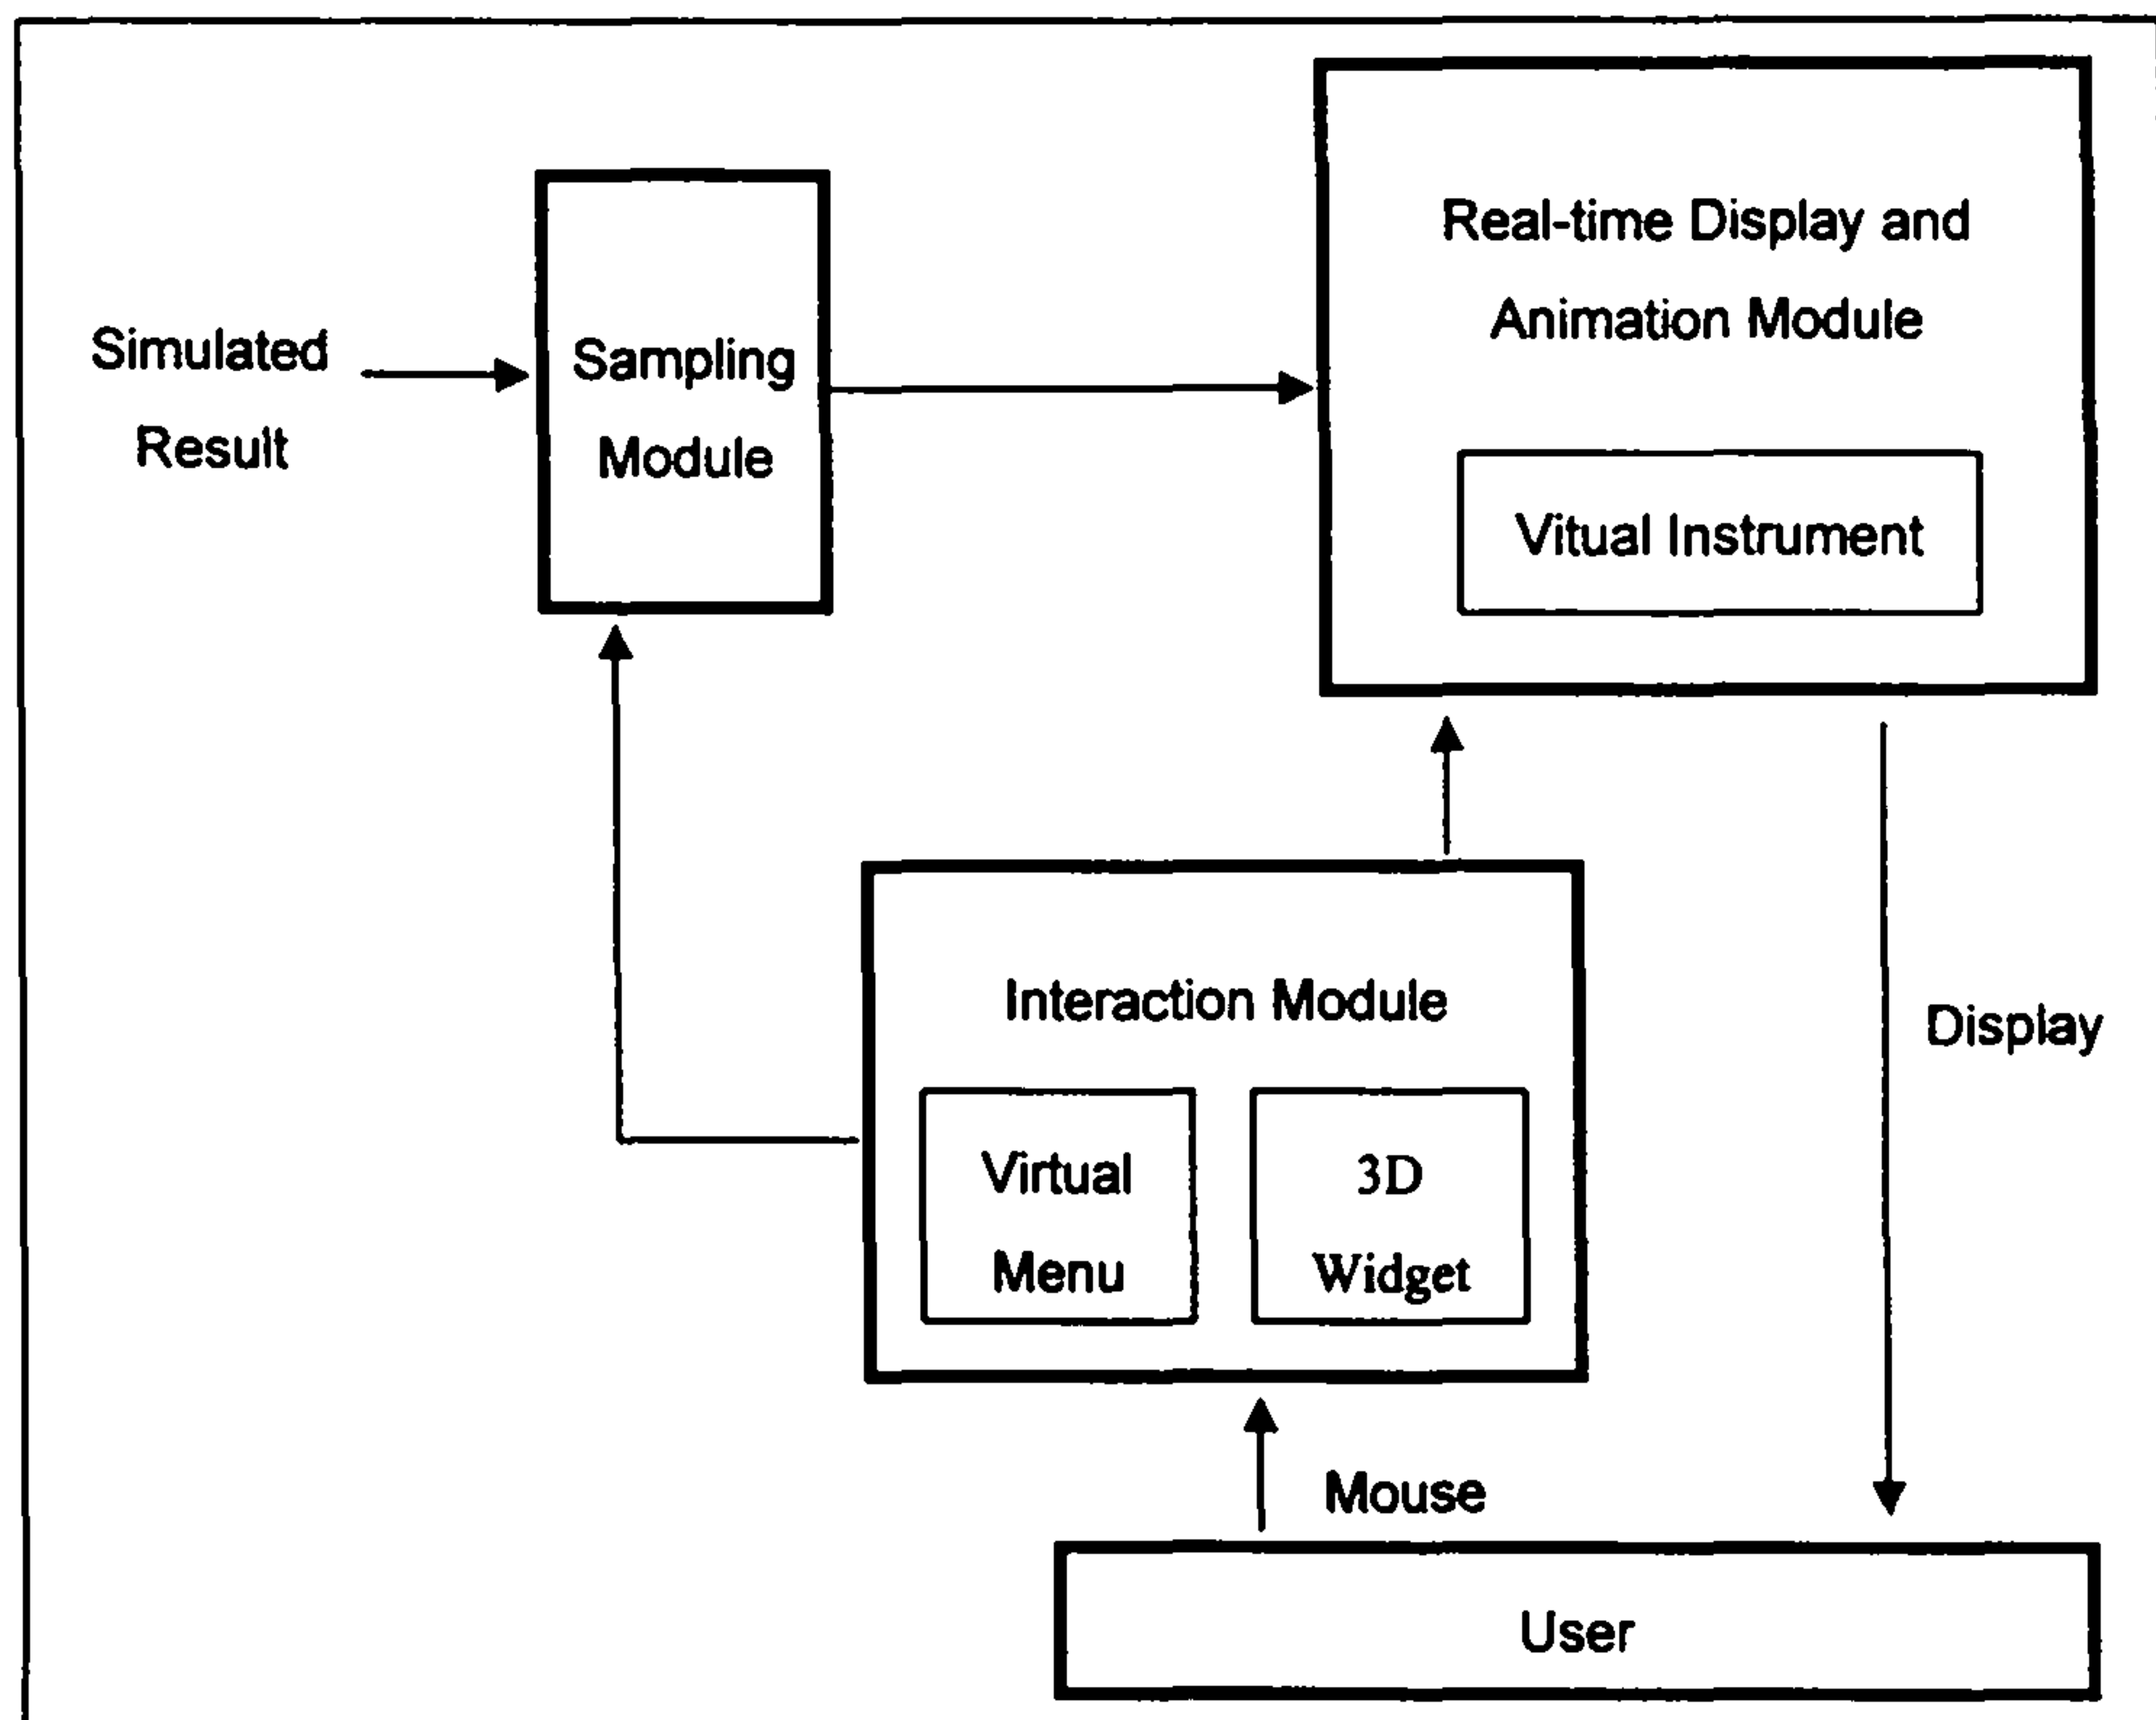 Simulated
Result
Sampling
Module
Real-time Display and
Animation Module
Vitual Instrument
Interaction Module
Virtual
Menu
3D
Widget
Display
Mouse
User